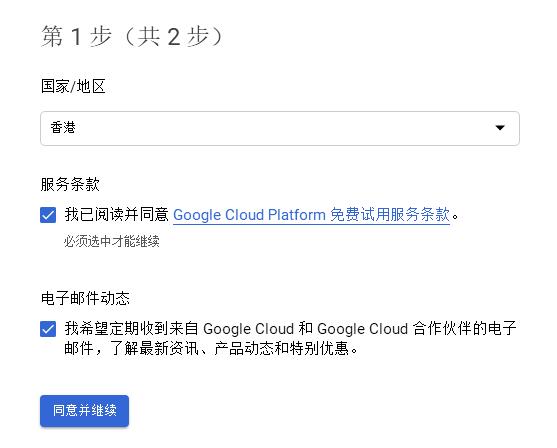 第 1 步（共 2 步）
国家/地区
香港
服务条款
我已阅读并同意 Google Cloud Platform 免费试用服务条款。
必须选中才能继续
电子邮件动态
我希望定期收到来自 Google Cloud 和 Google Cloud 合作伙伴的电子
邮件，了解最新资讯、产品动态和特别优惠。
同意并继续